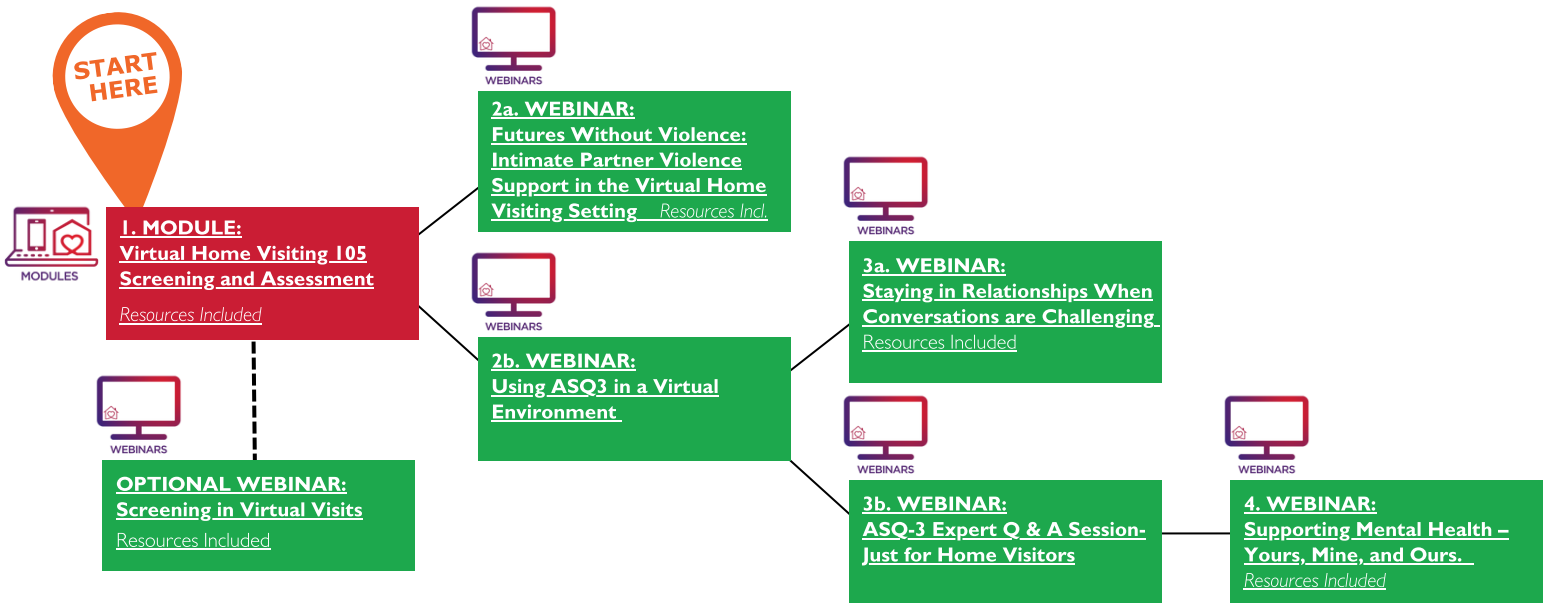 START
HERE
MODULES
1. MODULE:
Virtual Home Visiting 105
Screening and Assessment
Resources Included
WEBINARS
OPTIONAL WEBINAR:
Screening in Virtual Visits
Resources Included
WEBINARS
2a. WEBINAR:
Futures Without Violence:
Intimate Partner Violence
Support in the Virtual Home
Visiting Setting Resources Incl.
WEBINARS
2b. WEBINAR:
Using ASQ3 in a Virtual
Environment
WEBINARS
3a. WEBINAR:
Staying in Relationships When
Conversations are Challenging
Resources Included
WEBINARS
3b. WEBINAR:
ASQ-3 Expert Q & A Session-
Just for Home Visitors
WEBINARS
4. WEBINAR:
Supporting Mental Health –
Yours, Mine, and Ours.
Resources Included